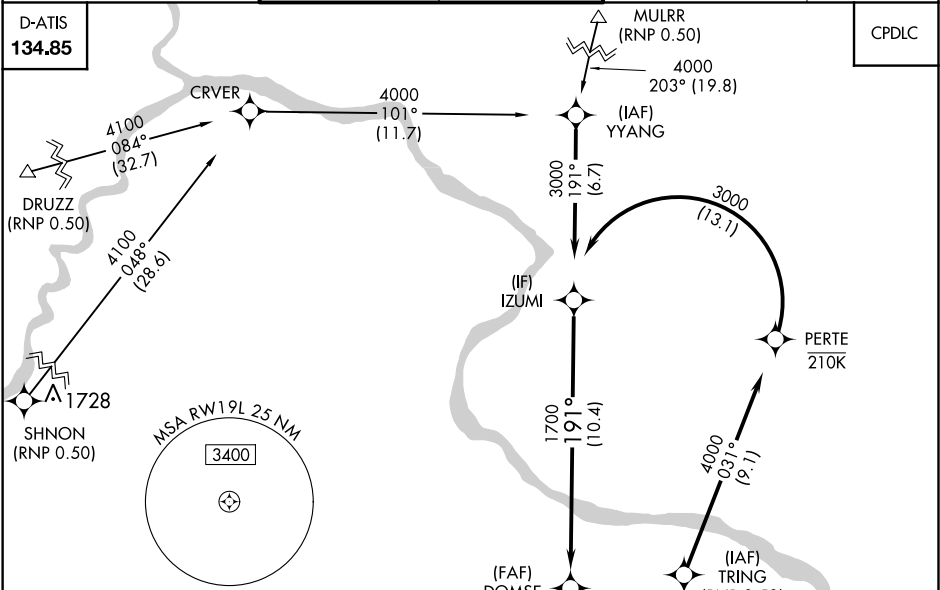 D-ATIS
134.85
CPDLC
MULRR
(RNP 0.50)
4000
203° (19.8)
CRVER
4000
101°
(11.7)
(IAF)
YYANG
4100
084°
(32.7)
DRUZZ
(RNP 0.50)
3000
191°
(6.7)
3000
(13.1)
4100
048°
(28.6)
(IF)
IZUMI
PERTE
210K
1728
SHNON
(RNP 0.50)
MSA RW19L 25 NM
3400
1700
191°
(10.4)
4000
031°
(9.1)
(FAF)
(IAF)
TRING